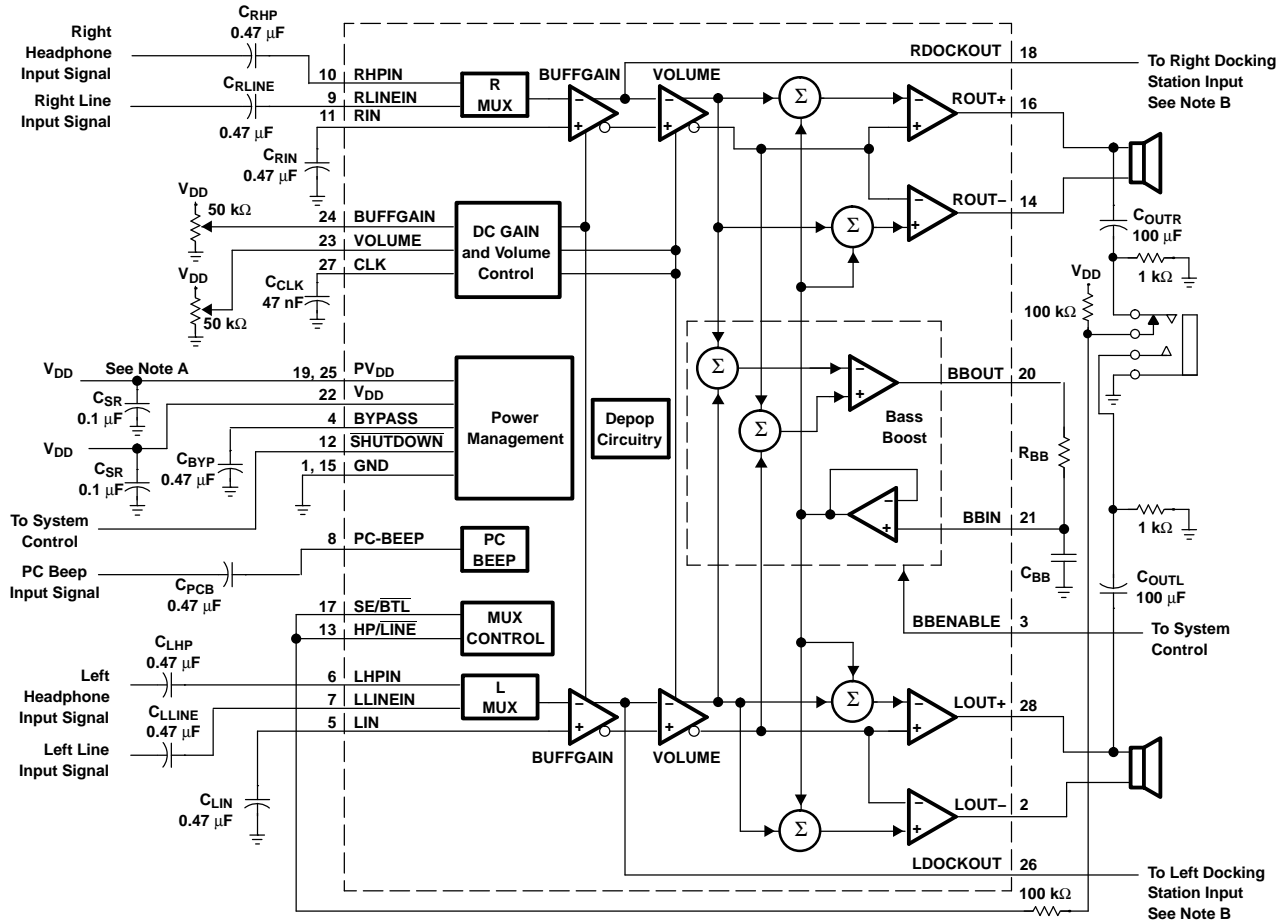 CRHP
0.47 μF
Right
Headphone
Input Signal
Right Line
Input Signal
CRLINE
0.47 μF
10 RHPIN
9 RLINEIN
11 RIN
R
MUX
BUFFGAIN
VOLUME
− +
− +
Σ
RDOCKOUT 18
To Right Docking
Station Input
See Note B
− +
ROUT+ 16
CRIN
0.47 μF
VDD
50 kΩ
24 BUFFGAIN
23 VOLUME
27 CLK
DC GAIN
and Volume
Control
VDD
50 kΩ
CCLK
47 nF
Σ
− +
ROUT− 14
COUTR
100 μF
1 kΩ
VDD
100 kΩ
VDD
See Note A
19, 25 PVDD
22 VDD
4 BYPASS
12 SHUTDOWN
1, 15 GND
CSR
0.1 μF
VDD
CSR
0.1 μF
CBYP
0.47 μF
Power
Management
Depop
Circuitry
Σ
Σ
− +
BBOUT 20
Bass
Boost
RBB
− +
BBIN 21
CBB
1 kΩ
COUTL
100 μF
To System
Control
8 PC-BEEP
PC
BEEP
PC Beep
Input Signal
CPCB
0.47 μF
17 SE/BTL
13 HP/LINE
MUX
CONTROL
BBENABLE 3
To System
Control
CLHP
0.47 μF
Left
Headphone
Input Signal
CLLINE
0.47 μF
Left Line
Input Signal
6 LHPIN
7 LLINEIN
5 LIN
L
MUX
− +
− +
BUFFGAIN
VOLUME
Σ
− +
LOUT+ 28
CLIN
0.47 μF
Σ
− +
LOUT− 2
LDOCKOUT 26
To Left Docking
Station Input
See Note B
100 kΩ